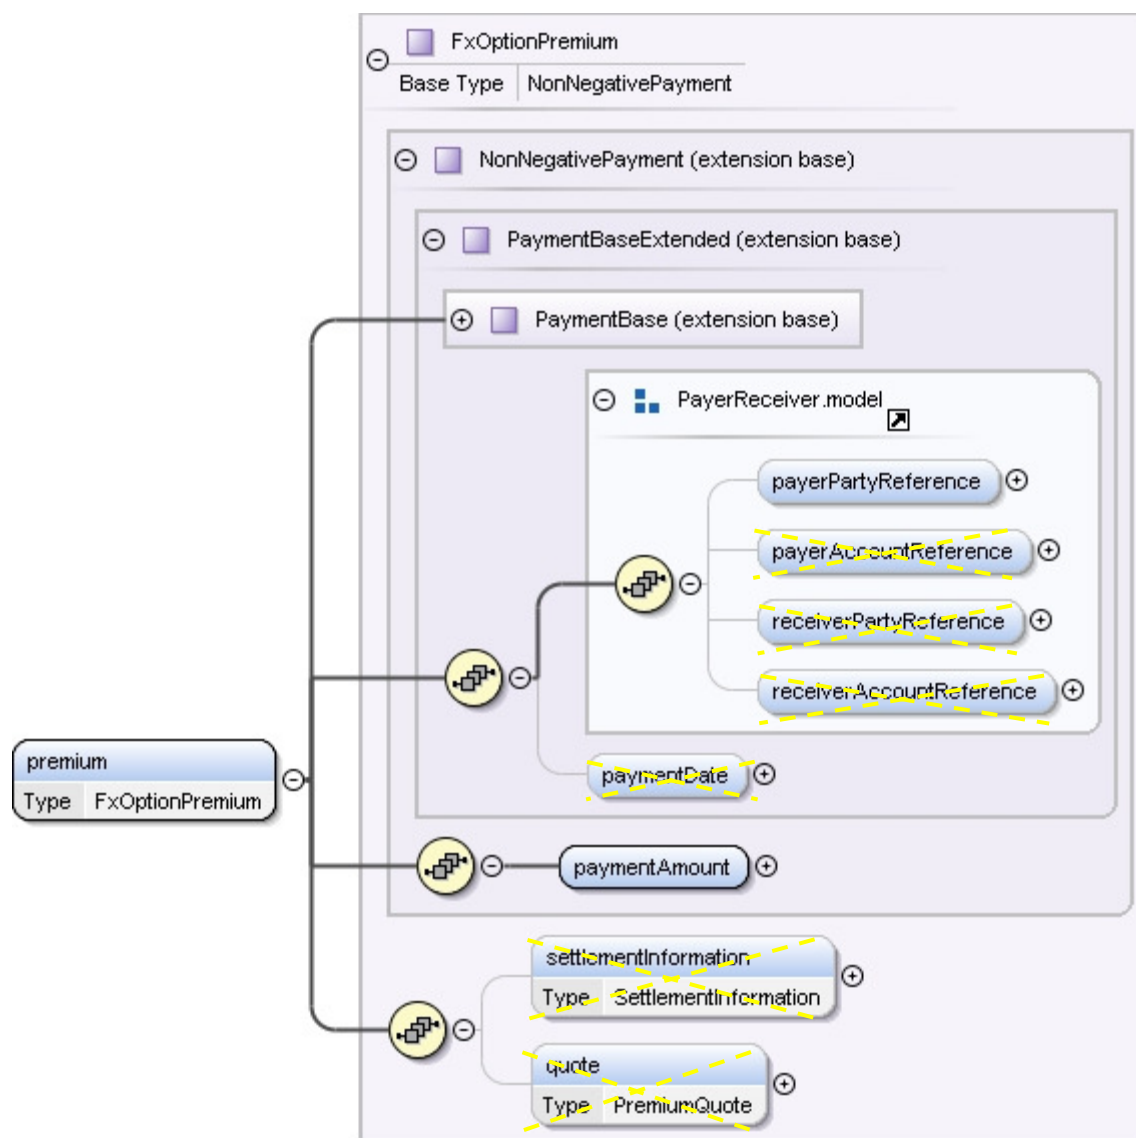 FxOptionPremium
Base Type NonNegativePayment
NonNegativePayment (extension base)
PaymentBaseExtended (extension base)
PaymentBase (extension base)
PayerReceiver.model
payerPartyReference
payerAccountReference
receiverPartyReference
receiverAccountReference
premium
Type FxOptionPremium
paymentDate
paymentAmount
settlementInformation
Type SettlementInformation
quote
Type PremiumQuote